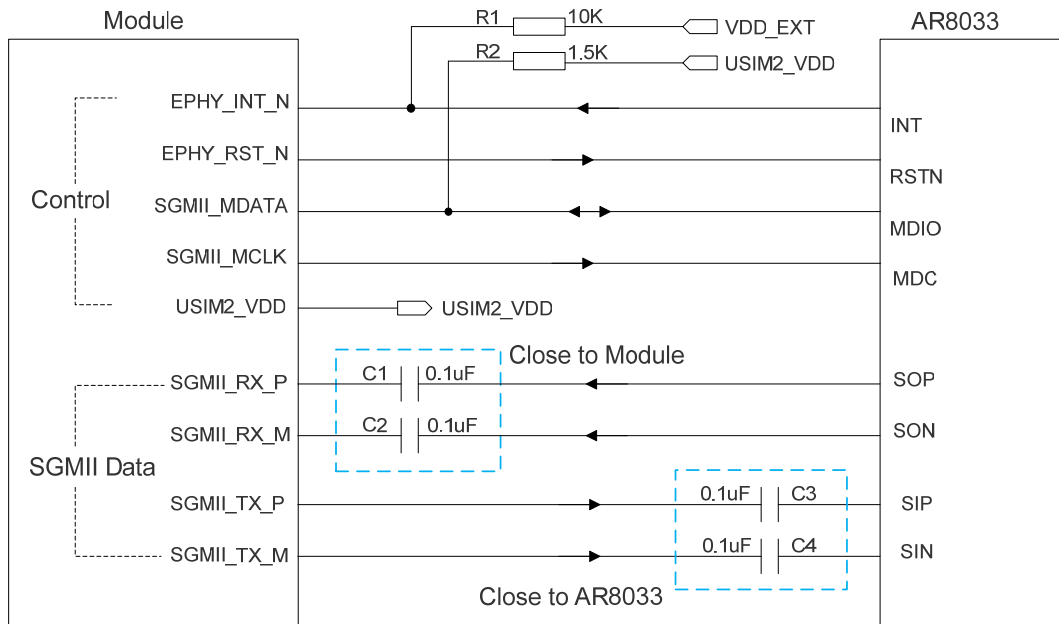 Module
AR8033
R1 10K VDD_EXT
R2 1.5K USIM2_VDD
EPHY_INT_N
INT
EPHY_RST_N
RSTN
Control
SGMII_MDATA
MDIO
SGMII_MCLK
MDC
USIM2_VDD USIM2_VDD
Close to Module
SGMII_RX_P C1 0.1uF SOP
SGMII_RX_M C2 0.1uF SON
SGMII Data
SGMII_TX_P 0.1uF C3 SIP
SGMII_TX_M 0.1uF C4 SIN
Close to AR8033